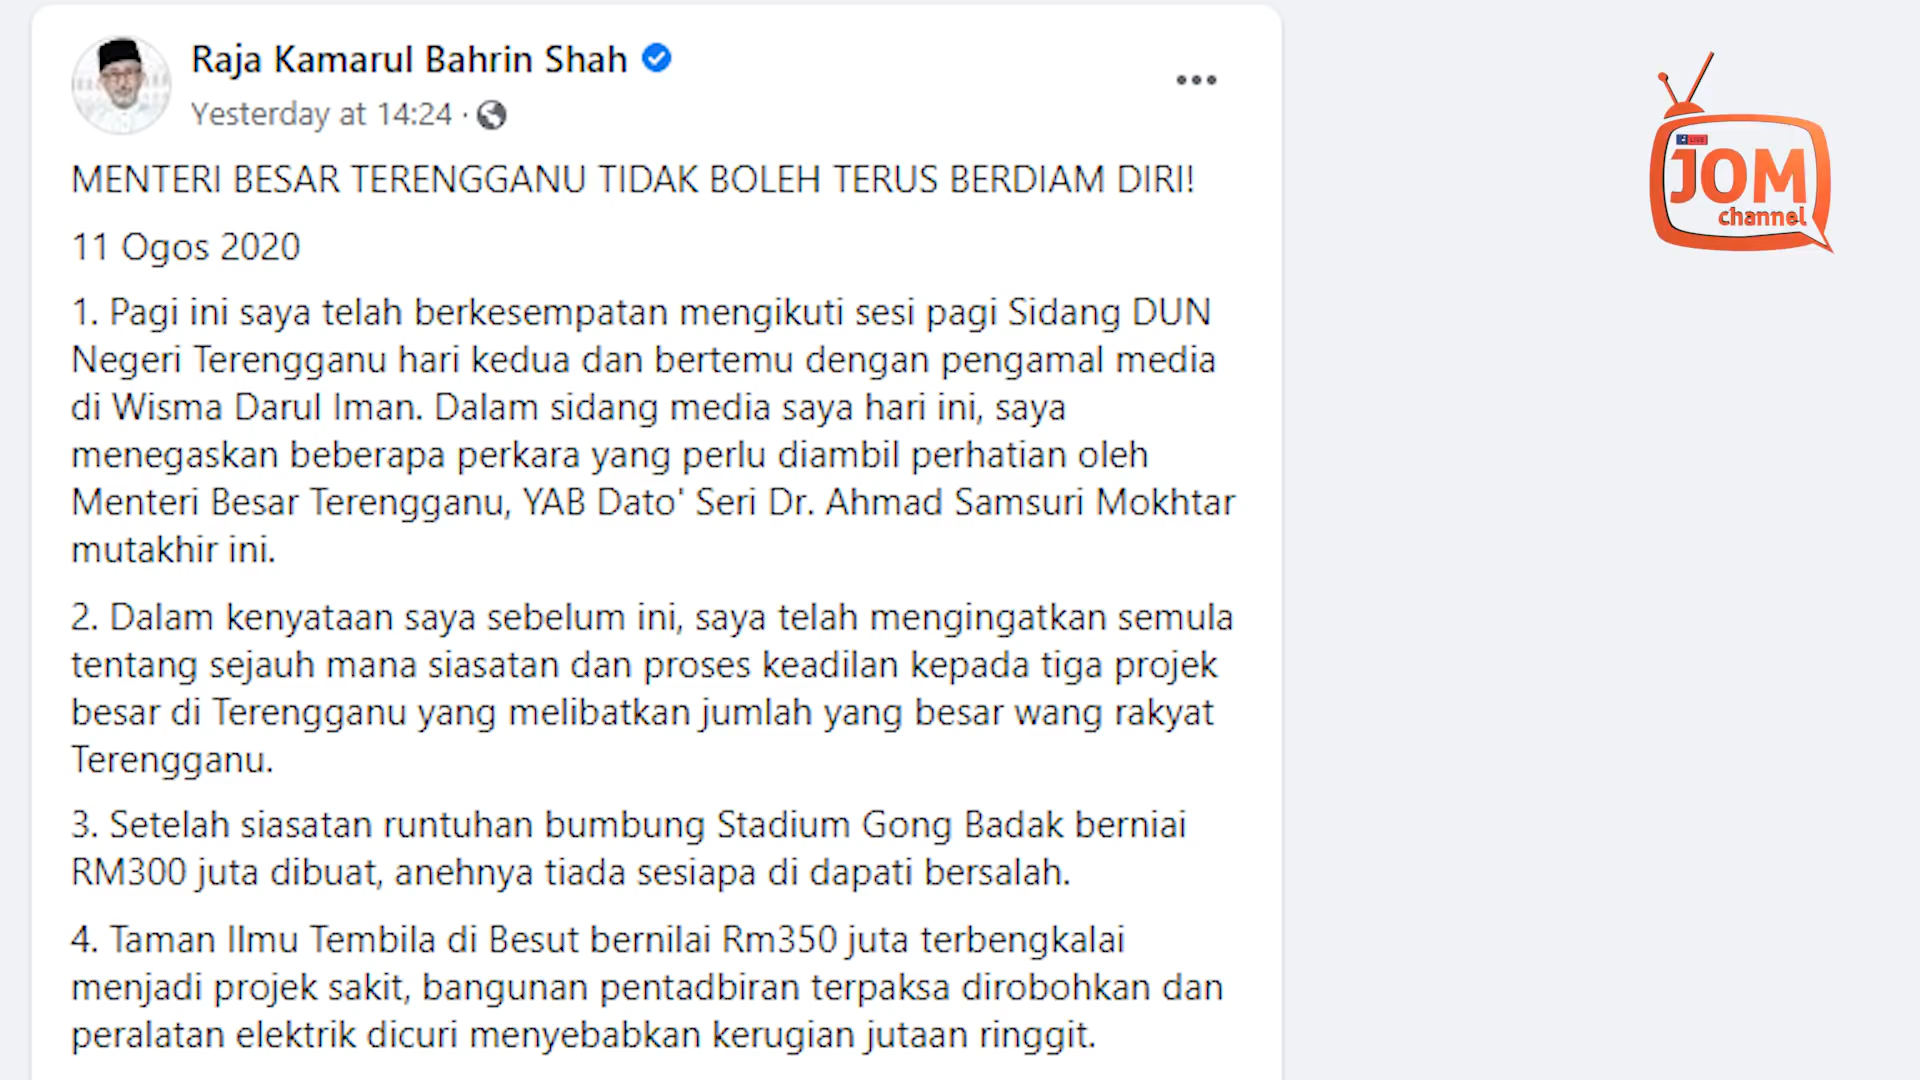 Raja Kamarul Bahrin Shah
Yesterday at 14:24 ·
MENTERI BESAR TERENGGANU TIDAK BOLEH TERUS BERDIAM DIRI!
11 Ogos 2020
1. Pagi ini saya telah berkesempatan mengikuti sesi pagi Sidang DUN
Negeri Terengganu hari kedua dan bertemu dengan pengamal media
di Wisma Darul Iman. Dalam sidang media saya hari ini, saya
menegaskan beberapa perkara yang perlu diambil perhatian oleh
Menteri Besar Terengganu, YAB Dato' Seri Dr. Ahmad Samsuri Mokhtar
mutakhir ini.
2. Dalam kenyataan saya sebelum ini, saya telah mengingatkan semula
tentang sejauh mana siasatan dan proses keadilan kepada tiga projek
besar di Terengganu yang melibatkan jumlah yang besar wang rakyat
Terengganu.
3. Setelah siasatan runtuhan bumbung Stadium Gong Badak berniai
RM300 juta dibuat, anehnya tiada sesiapa di dapati bersalah.
4. Taman Ilmu Tembila di Besut bernilai Rm350 juta terbengkalai
menjadi projek sakit, bangunan pentadbiran terpaksa dirobohkan dan
peralatan elektrik dicuri menyebabkan kerugian jutaan ringgit.
LIVE
JOM
channel